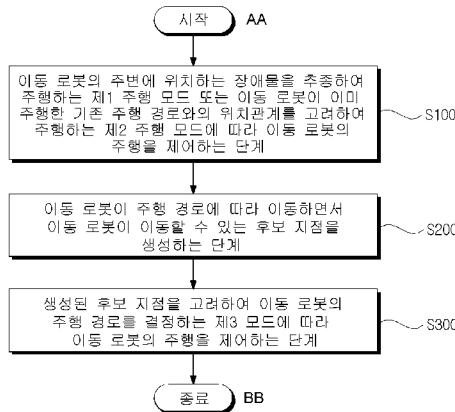 시작 AA
이동 로봇의 주변에 위치하는 장애물을 추종하여
주행하는 제1 주행 모드 또는 이동 로봇이 이미
주행한 기존 주행 경로와의 위치관계를 고려하여
주행하는 제2 주행 모드에 따라 이동 로봇의
주행을 제어하는 단계
S100
이동 로봇이 주행 경로에 따라 이동하면서
이동 로봇이 이동할 수 있는 후보 지점을
생성하는 단계
S200
생성된 후보 지점을 고려하여 이동 로봇의
주행 경로를 결정하는 제3 모드에 따라
이동 로봇의 주행을 제어하는 단계
S300
종료 BB